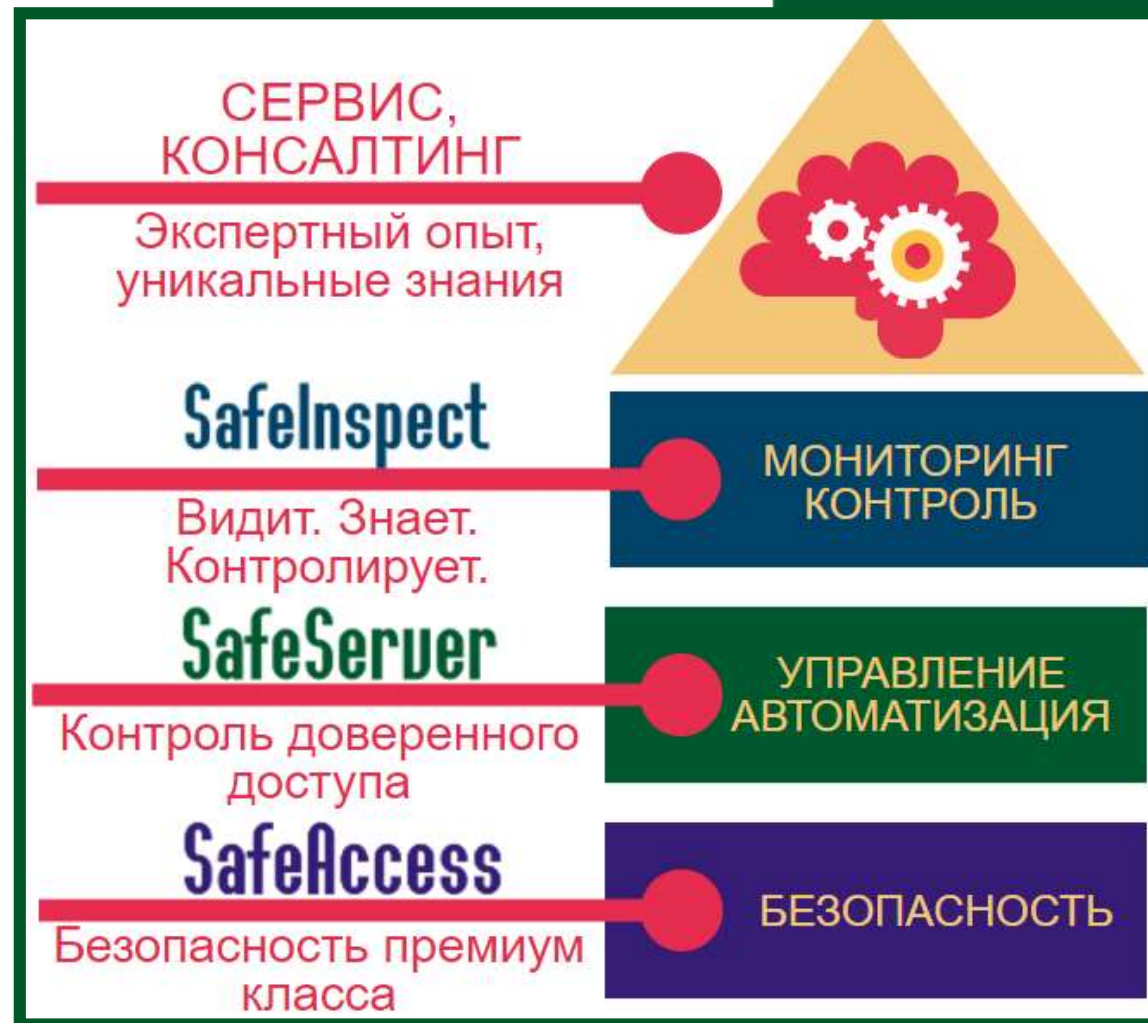 СЕРВИС,
КОНСАЛТИНГ
Экспертный опыт,
уникальные знания
SafeInspect
Видит. Знает.
Контролирует.
МОНИТОРИНГ
КОНТРОЛЬ
SafeServer
Контроль доверенного
доступа
УПРАВЛЕНИЕ
АВТОМАТИЗАЦИЯ
SafeAccess
Безопасность премиум
класса
БЕЗОПАСНОСТЬ